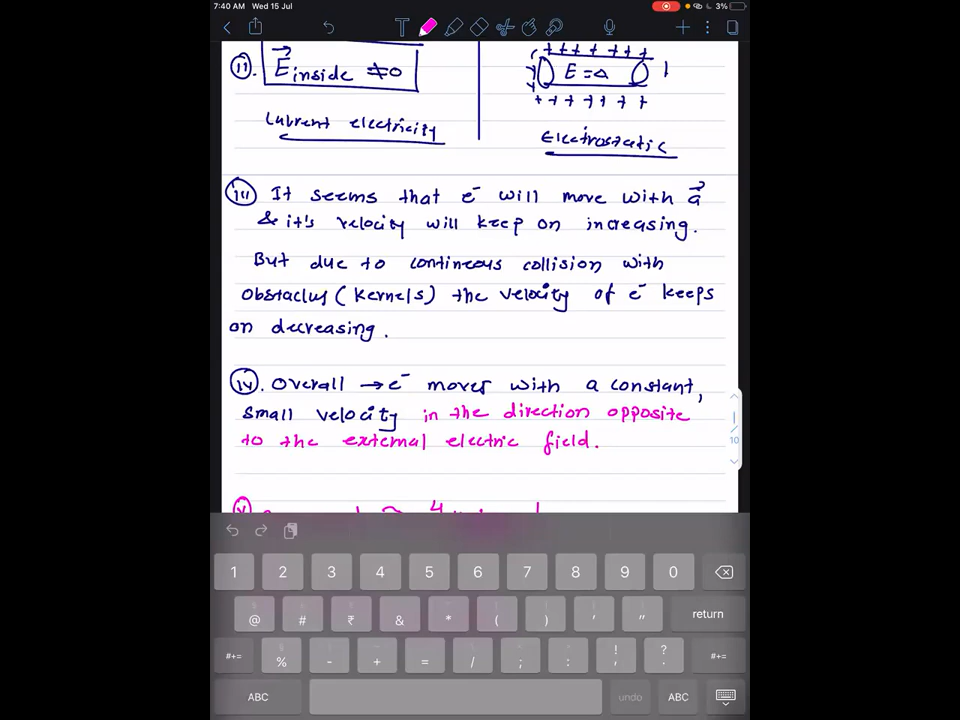 7:40 AM Wed 15 Jul
3%
(ii). E inside ≠0
E = 0
+ + + + + + +
+ + + + + + +
Current electricity
Electrostatic
(iii) It seems that e⁻ will move with a
& it's velocity will keep on increasing.
But due to contineous collision with
obstacles (Kernels) the velocity of e⁻ keeps
on decreasing.
(iv). Overall → e⁻ moves with a constant,
small velocity in the direction opposite
to the external electric field.
(v)
1
10
1 2 3 4 5 6 7 8 9 0
@ # ₹ & * ( ) ' " return
#+= % - + = / ; : ! , ? . #+=
ABC undo ABC